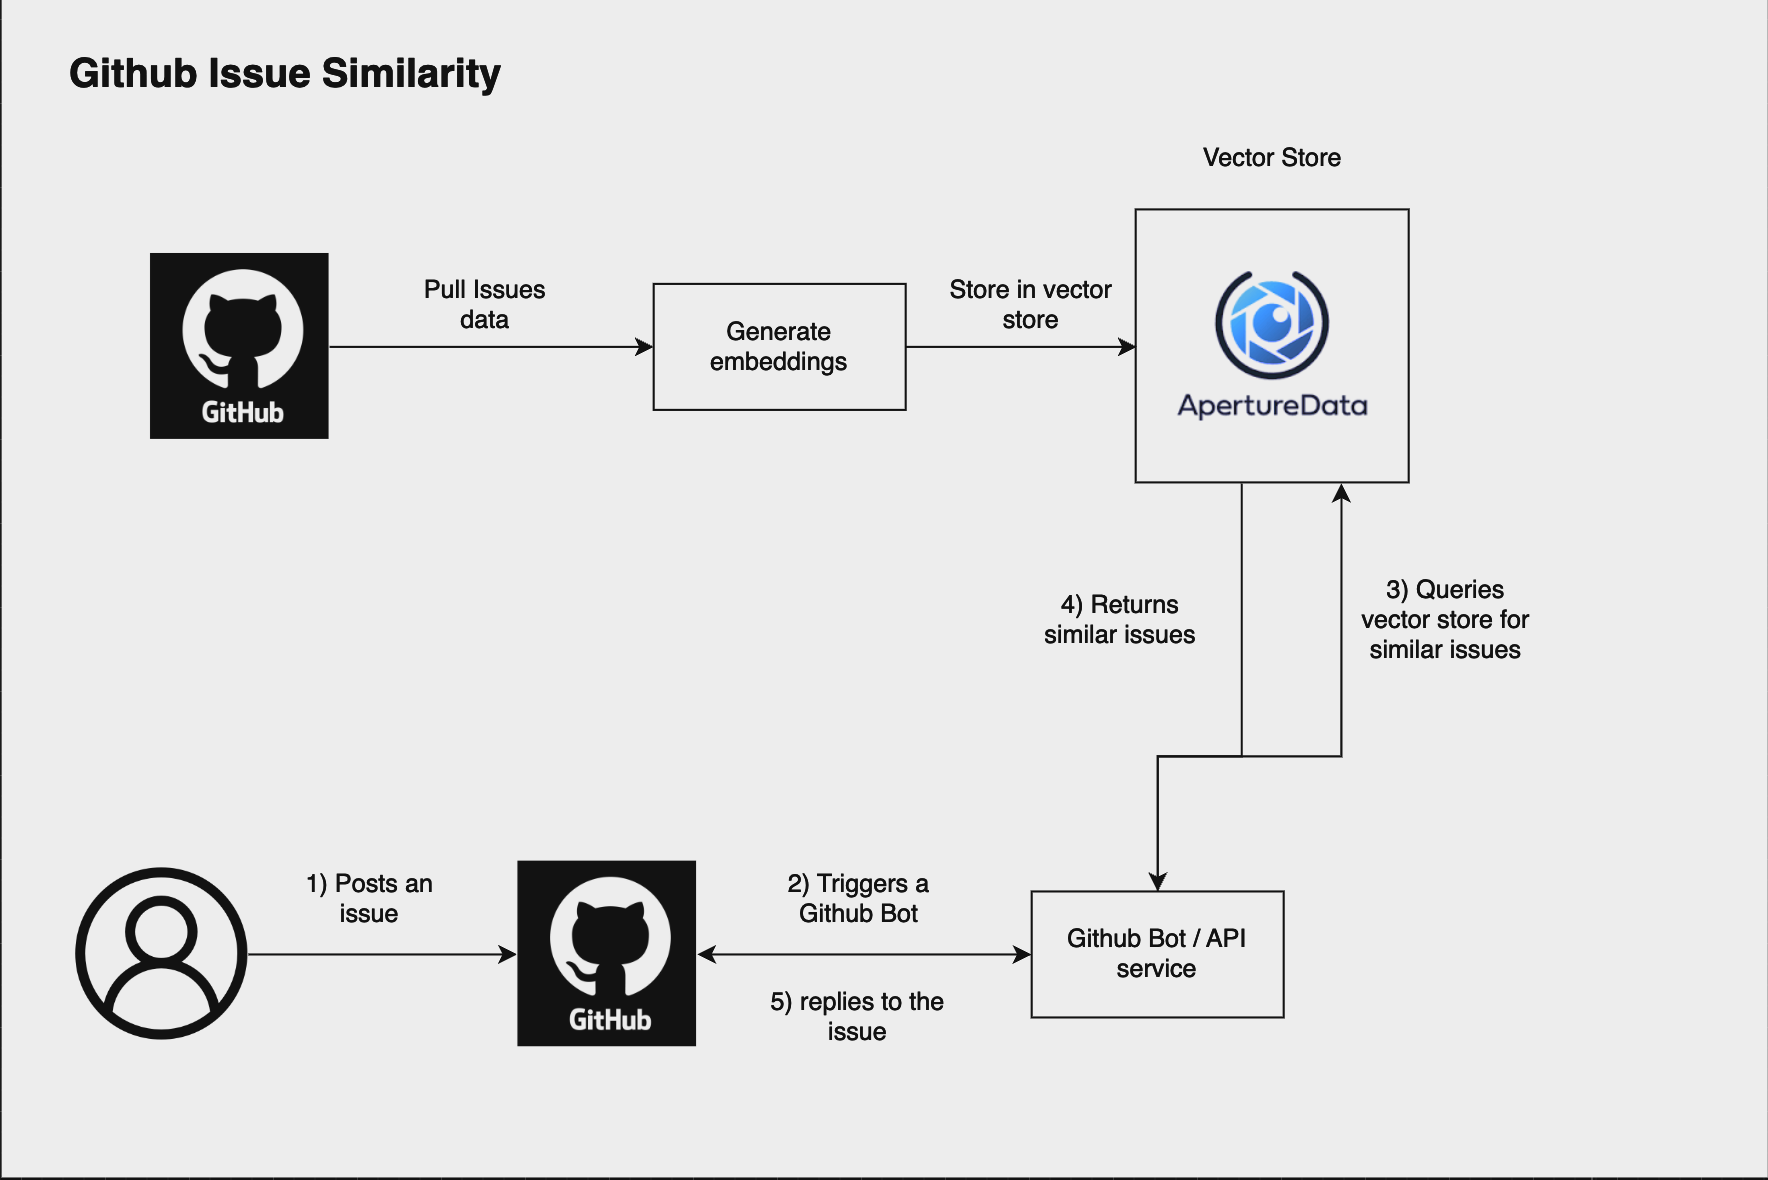 Github Issue Similarity
Vector Store
Pull Issues
data
Store in vector
store
Generate
embeddings
GitHub
ApertureData
4) Returns
similar issues
3) Queries
vector store for
similar issues
1) Posts an
issue
2) Triggers a
Github Bot
GitHub
5) replies to the
issue
Github Bot / API
service